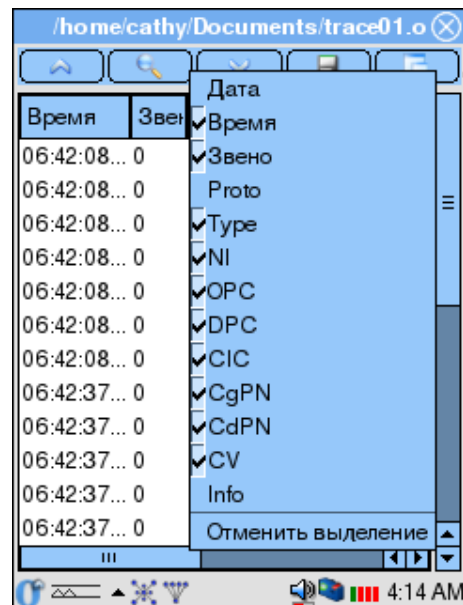 /home/cathy/Documents/trace01.o
Дата
Время
Звено
Proto
Type
NI
OPC
DPC
CIC
CgPN
CdPN
CV
Info
Отменить выделение
Время Звен
06:42:08... 0
06:42:08... 0
06:42:08... 0
06:42:08... 0
06:42:08... 0
06:42:08... 0
06:42:08... 0
06:42:37... 0
06:42:37... 0
06:42:37... 0
06:42:37... 0
06:42:37... 0
4:14 AM